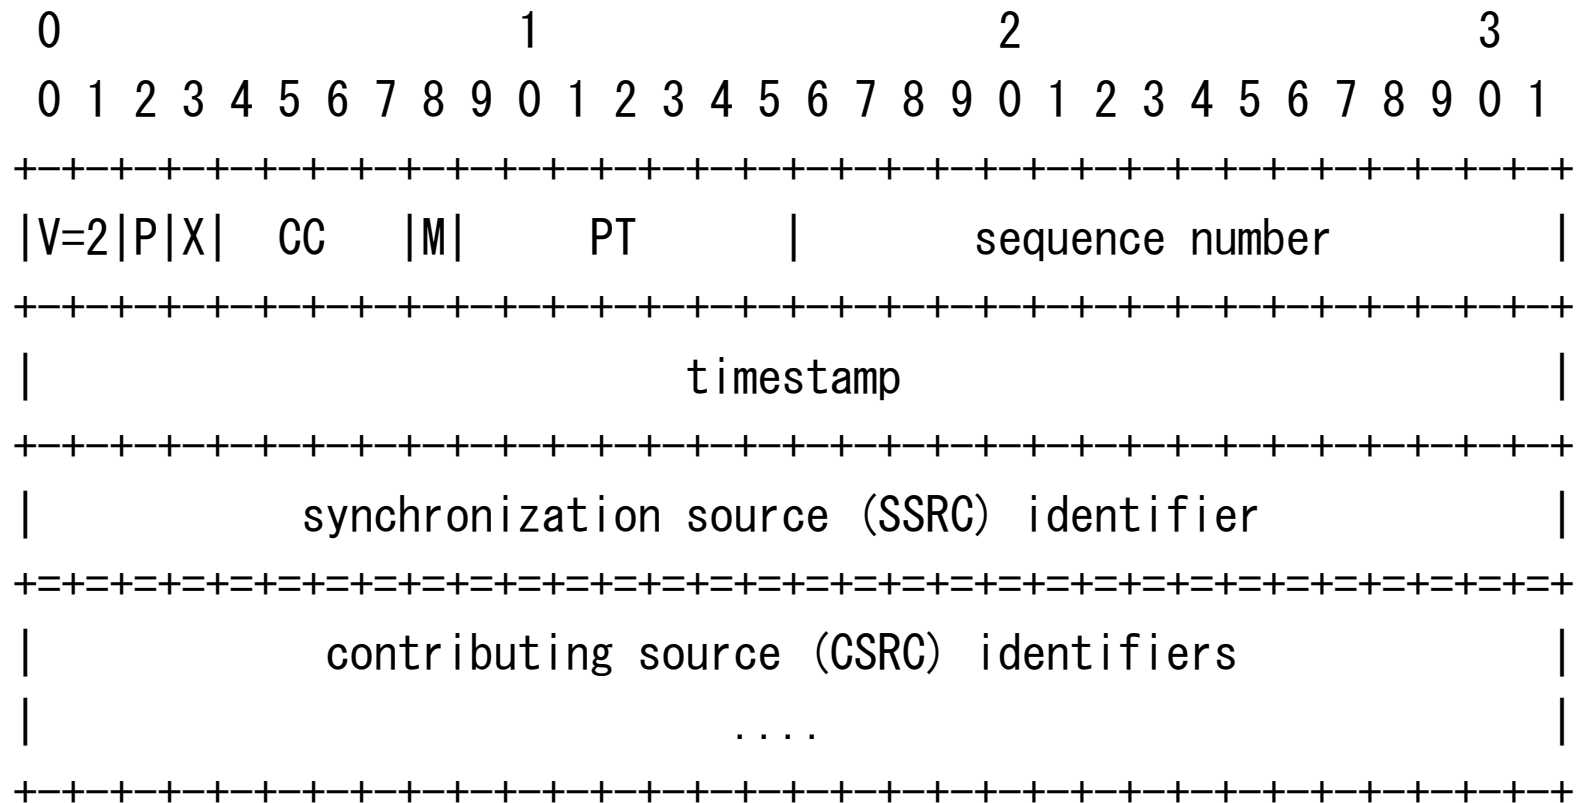 0                   1                   2                   3
 0 1 2 3 4 5 6 7 8 9 0 1 2 3 4 5 6 7 8 9 0 1 2 3 4 5 6 7 8 9 0 1
+-+-+-+-+-+-+-+-+-+-+-+-+-+-+-+-+-+-+-+-+-+-+-+-+-+-+-+-+-+-+-+-+
|V=2|P|X|  CC   |M|     PT      |       sequence number         |
+-+-+-+-+-+-+-+-+-+-+-+-+-+-+-+-+-+-+-+-+-+-+-+-+-+-+-+-+-+-+-+-+
|                           timestamp                           |
+-+-+-+-+-+-+-+-+-+-+-+-+-+-+-+-+-+-+-+-+-+-+-+-+-+-+-+-+-+-+-+-+
|           synchronization source (SSRC) identifier            |
+=+=+=+=+=+=+=+=+=+=+=+=+=+=+=+=+=+=+=+=+=+=+=+=+=+=+=+=+=+=+=+=+
|            contributing source (CSRC) identifiers             |
|                             ....                              |
+-+-+-+-+-+-+-+-+-+-+-+-+-+-+-+-+-+-+-+-+-+-+-+-+-+-+-+-+-+-+-+-+